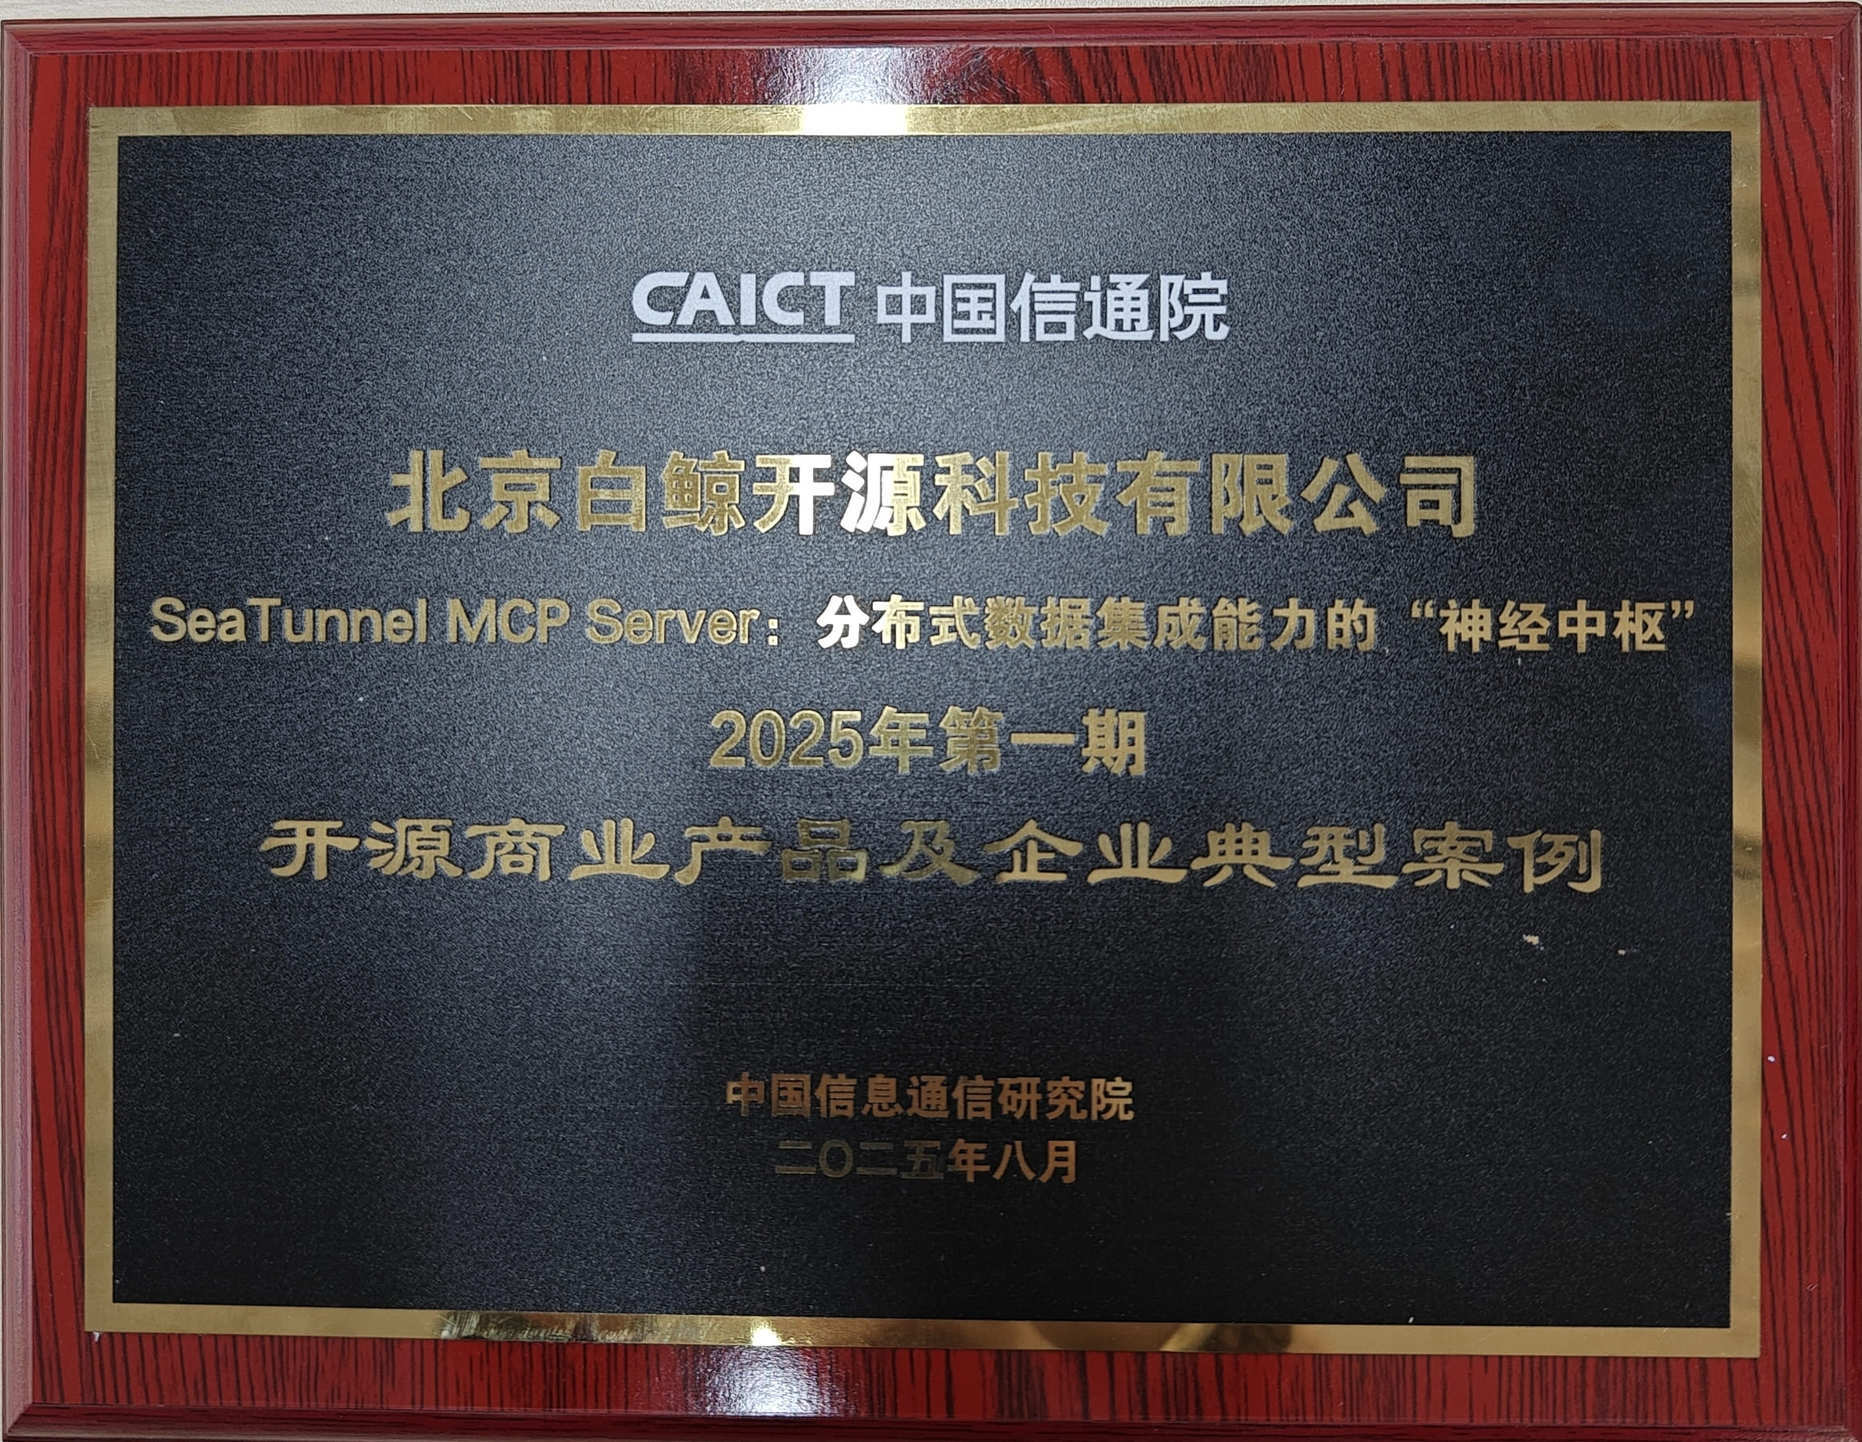 CAICT 中国信通院
北京白鲸开源科技有限公司
SeaTunnel MCP Server：分布式数据集成能力的“神经中枢”
2025年第一期
开源商业产品及企业典型案例
中国信息通信研究院
二〇二五年八月